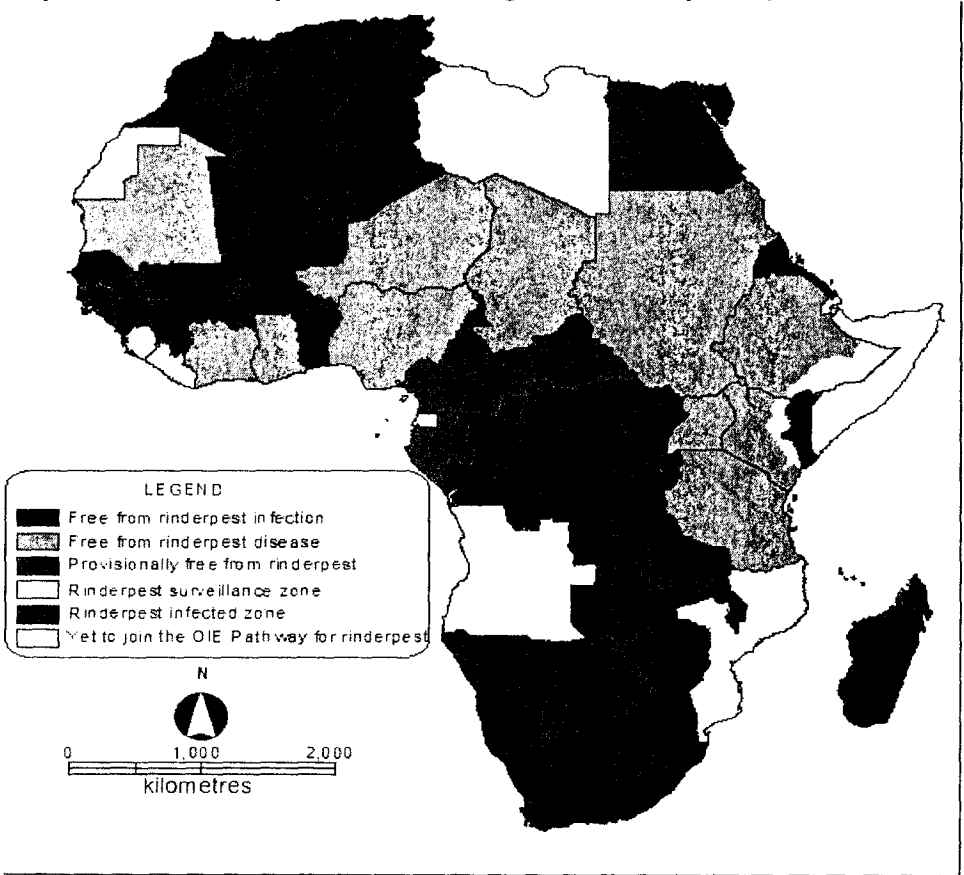 LEGEND
Free from rinderpest infection
Free from rinderpest disease
Provisionally free from rinderpest
Rinderpest surveillance zone
Rinderpest infected zone
Yet to join the OIE Pathway for rinderpest
N
0 1,000 2,000
kilometres